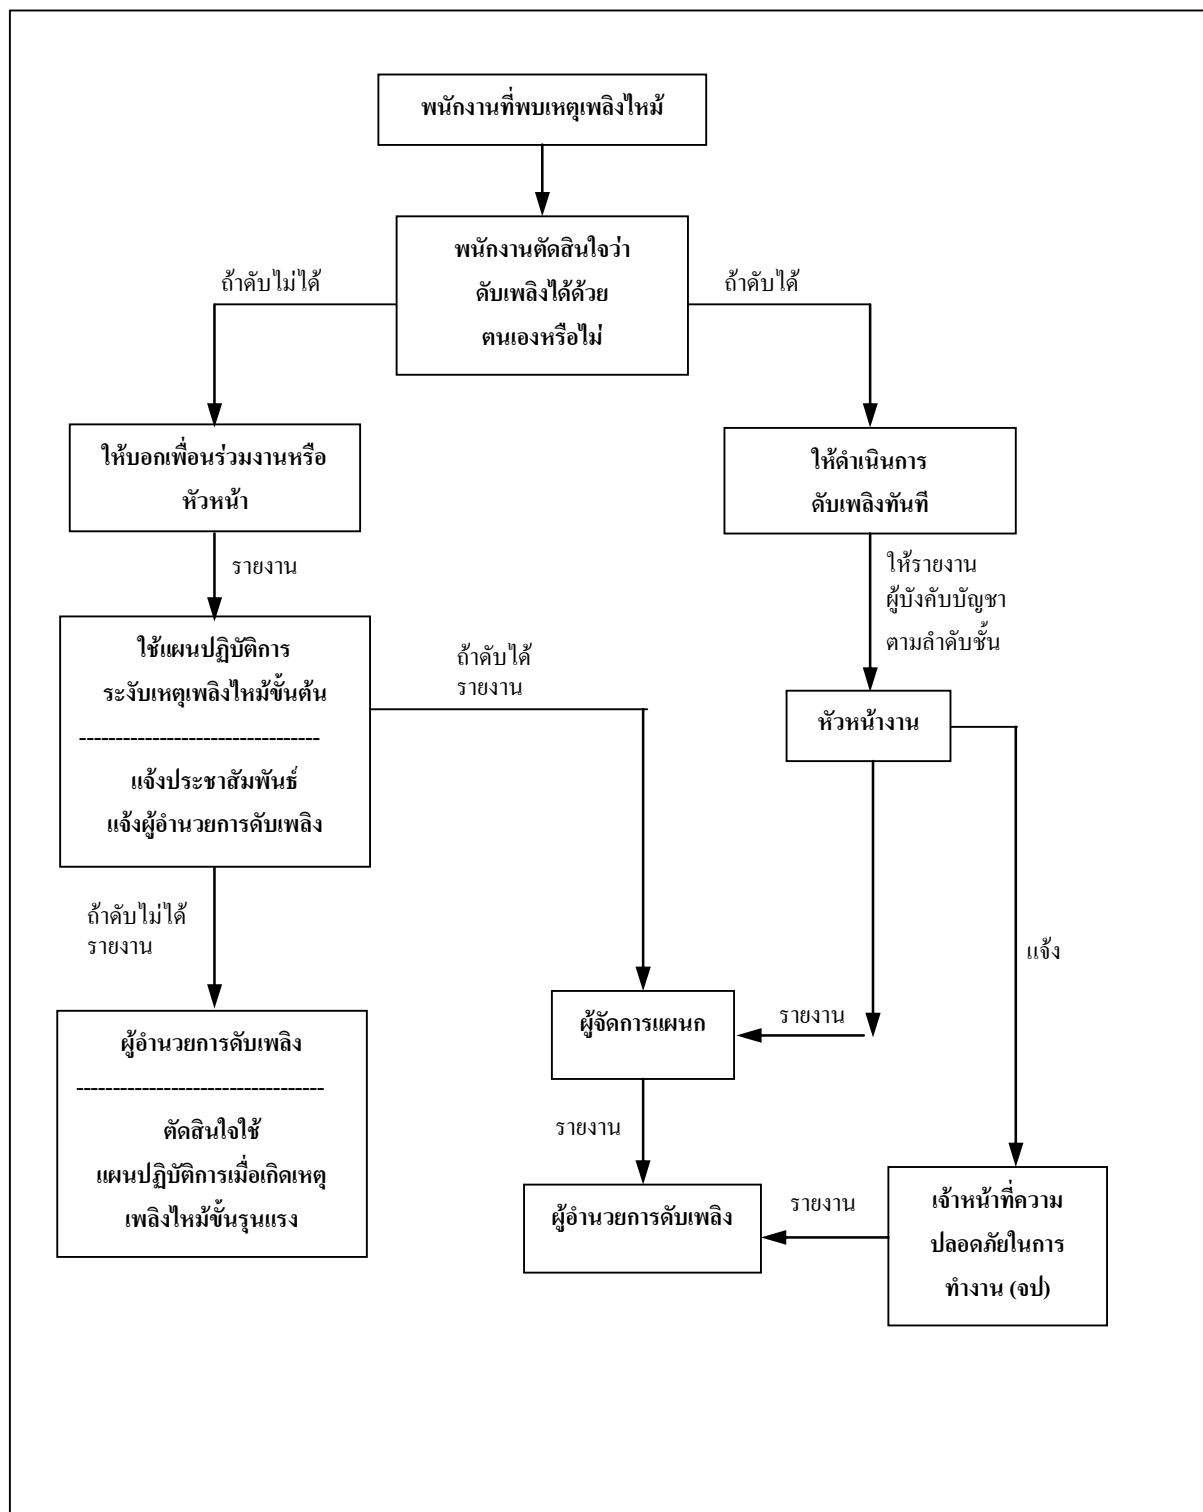 พนักงานที่พบเหตุเพลิงไหม้
พนักงานตัดสินใจว่า
ดับเพลิงได้ด้วย
ตนเองหรือไม่
ถ้าดับไม่ได้
ถ้าดับได้
ให้บอกเพื่อนร่วมงานหรือ
หัวหน้า
ให้ดำเนินการ
ดับเพลิงทันที
รายงาน
ให้รายงาน
ผู้บังคับบัญชา
ตามลำดับชั้น
ใช้แผนปฏิบัติการ
ระงับเหตุเพลิงไหม้ขั้นต้น
---------------------------------
แจ้งประชาสัมพันธ์
แจ้งผู้อำนวยการดับเพลิง
ถ้าดับได้
รายงาน
หัวหน้างาน
ถ้าดับไม่ได้
รายงาน
แจ้ง
ผู้อำนวยการดับเพลิง
----------------------------------
ตัดสินใจใช้
แผนปฏิบัติการเมื่อเกิดเหตุ
เพลิงไหม้ขั้นรุนแรง
ผู้จัดการแผนก
รายงาน
รายงาน
ผู้อำนวยการดับเพลิง
รายงาน
เจ้าหน้าที่ความ
ปลอดภัยในการ
ทำงาน (จป)